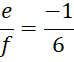 e/f = -1/6